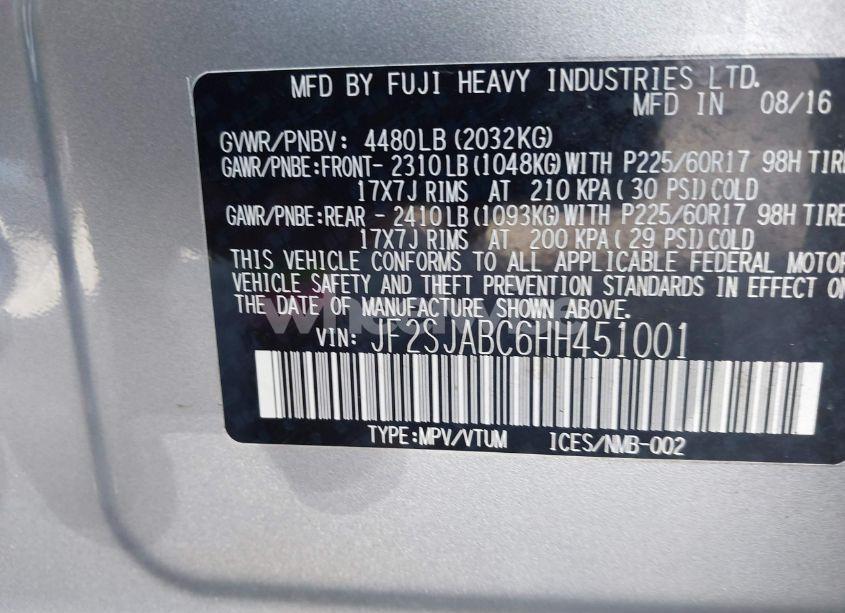 MFD BY FUJI HEAVY INDUSTRIES LTD.
MFD IN 08/16
GVWR/PNBV: 4480LB (2032KG)
GAWR/PNBE:FRONT- 2310LB (1048KG) WITH P225/60R17 98H TIRE
17X7J RIMS AT 210 KPA ( 30 PSI) COLD
GAWR/PNBE:REAR - 2410LB (1093KG) WITH P225/60R17 98H TIRE
17X7J RIMS AT 200 KPA ( 29 PSI) COLD
THIS VEHICLE CONFORMS TO ALL APPLICABLE FEDERAL MOTOR
VEHICLE SAFETY AND THEFT PREVENTION STANDARDS IN EFFECT ON
THE DATE OF MANUFACTURE SHOWN ABOVE.
VIN: JF2SJABC6HH451001
TYPE:MPV/VTUM ICES/NMB-002